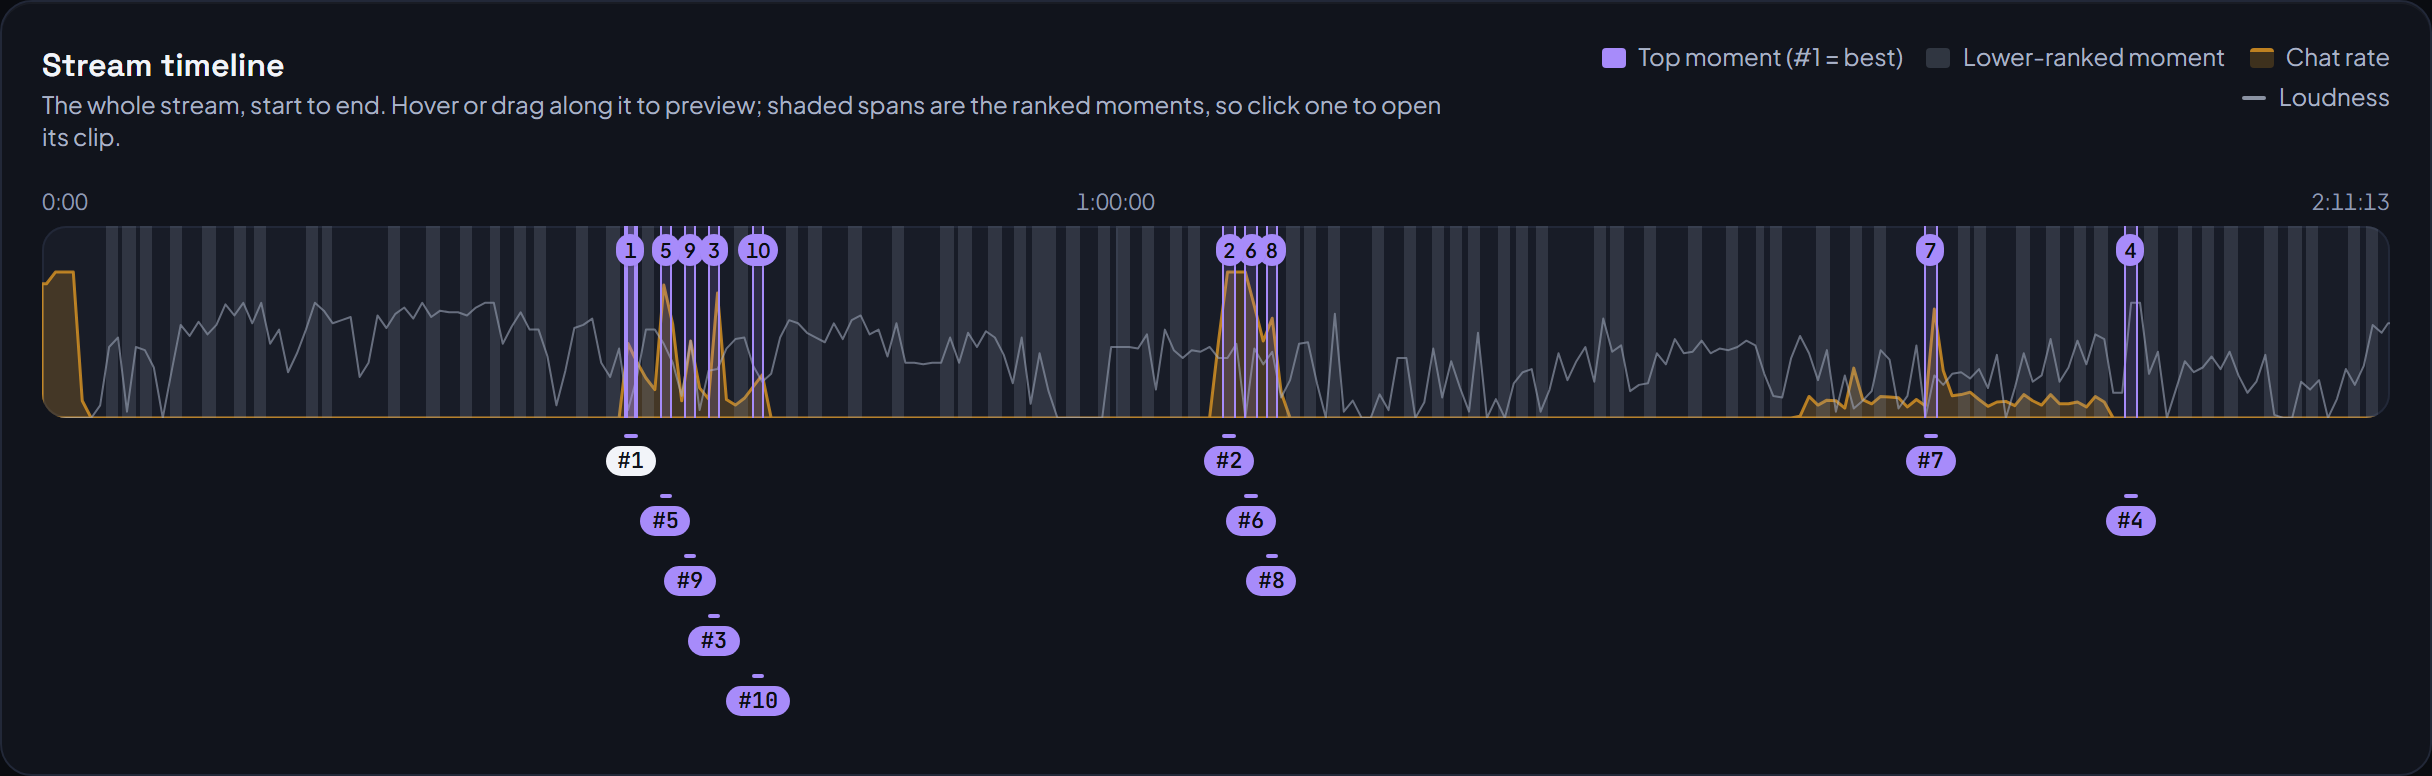 Stream timeline
Top moment (#1 = best) Lower-ranked moment Chat rate
Loudness
The whole stream, start to end. Hover or drag along it to preview; shaded spans are the ranked moments, so click one to open
its clip.
0:00 1:00:00 2:11:13
1 5 9 3 10 2 6 8 7 4
#1 #2 #7
#5 #6 #4
#9 #8
#3
#10